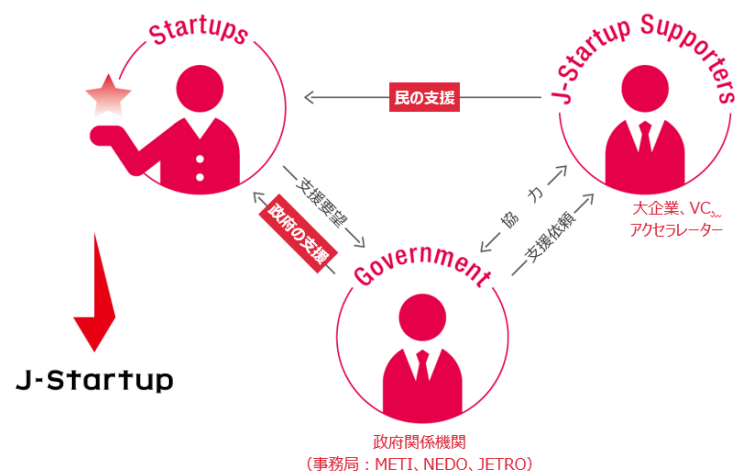 Startups
J-Startup Supporters
民の支援
支援要望
政府の支援
協 力
支援依頼
大企業、VC、
アクセラレーター
Government
J-Startup
政府関係機関
（事務局：METI、NEDO、JETRO）